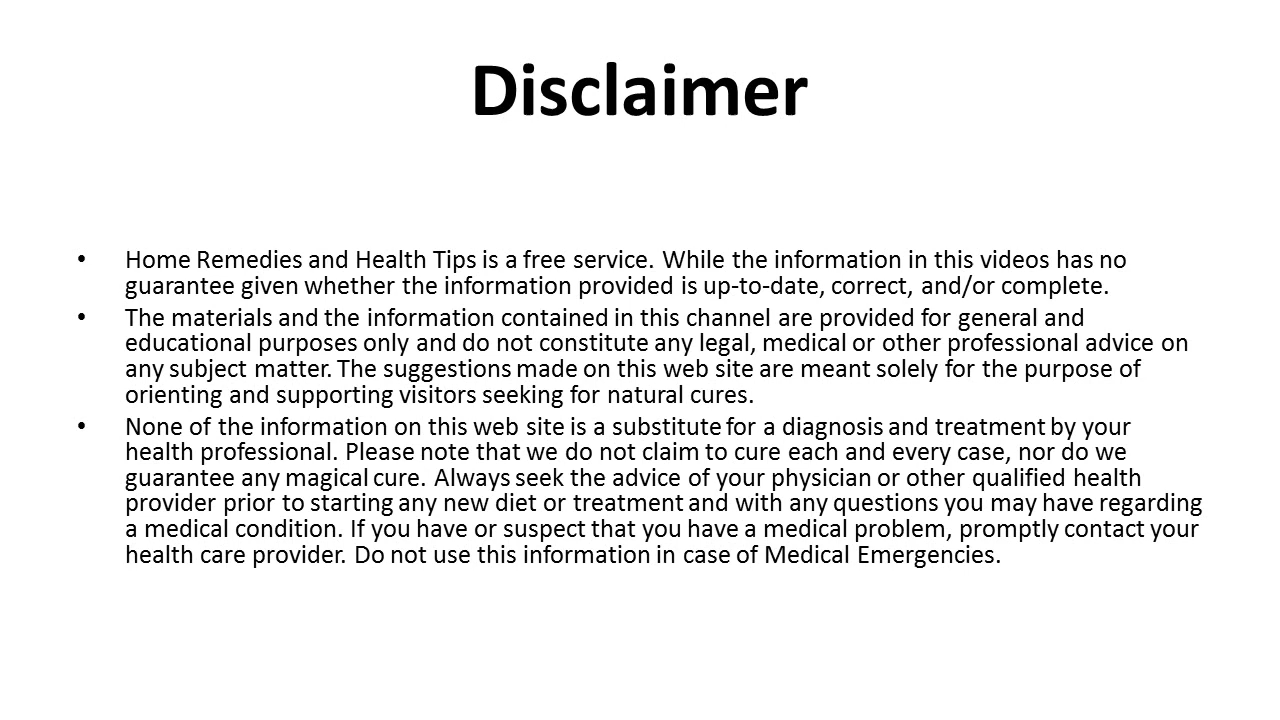 Disclaimer
• Home Remedies and Health Tips is a free service. While the information in this videos has no
guarantee given whether the information provided is up-to-date, correct, and/or complete.
• The materials and the information contained in this channel are provided for general and
educational purposes only and do not constitute any legal, medical or other professional advice on
any subject matter. The suggestions made on this web site are meant solely for the purpose of
orienting and supporting visitors seeking for natural cures.
• None of the information on this web site is a substitute for a diagnosis and treatment by your
health professional. Please note that we do not claim to cure each and every case, nor do we
guarantee any magical cure. Always seek the advice of your physician or other qualified health
provider prior to starting any new diet or treatment and with any questions you may have regarding
a medical condition. If you have or suspect that you have a medical problem, promptly contact your
health care provider. Do not use this information in case of Medical Emergencies.